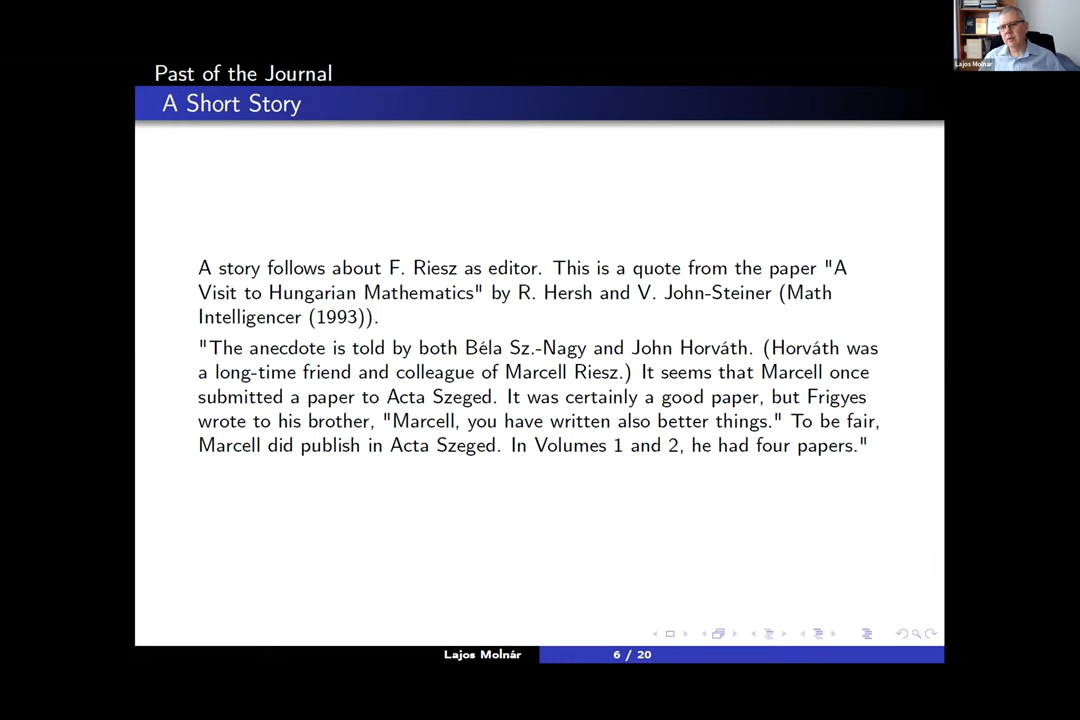 Past of the Journal
A Short Story
Lajos Molnár
A story follows about F. Riesz as editor. This is a quote from the paper "A
Visit to Hungarian Mathematics" by R. Hersh and V. John-Steiner (Math
Intelligencer (1993)).
"The anecdote is told by both Béla Sz.-Nagy and John Horváth. (Horváth was
a long-time friend and colleague of Marcell Riesz.) It seems that Marcell once
submitted a paper to Acta Szeged. It was certainly a good paper, but Frigyes
wrote to his brother, "Marcell, you have written also better things." To be fair,
Marcell did publish in Acta Szeged. In Volumes 1 and 2, he had four papers."
Lajos Molnár
6 / 20